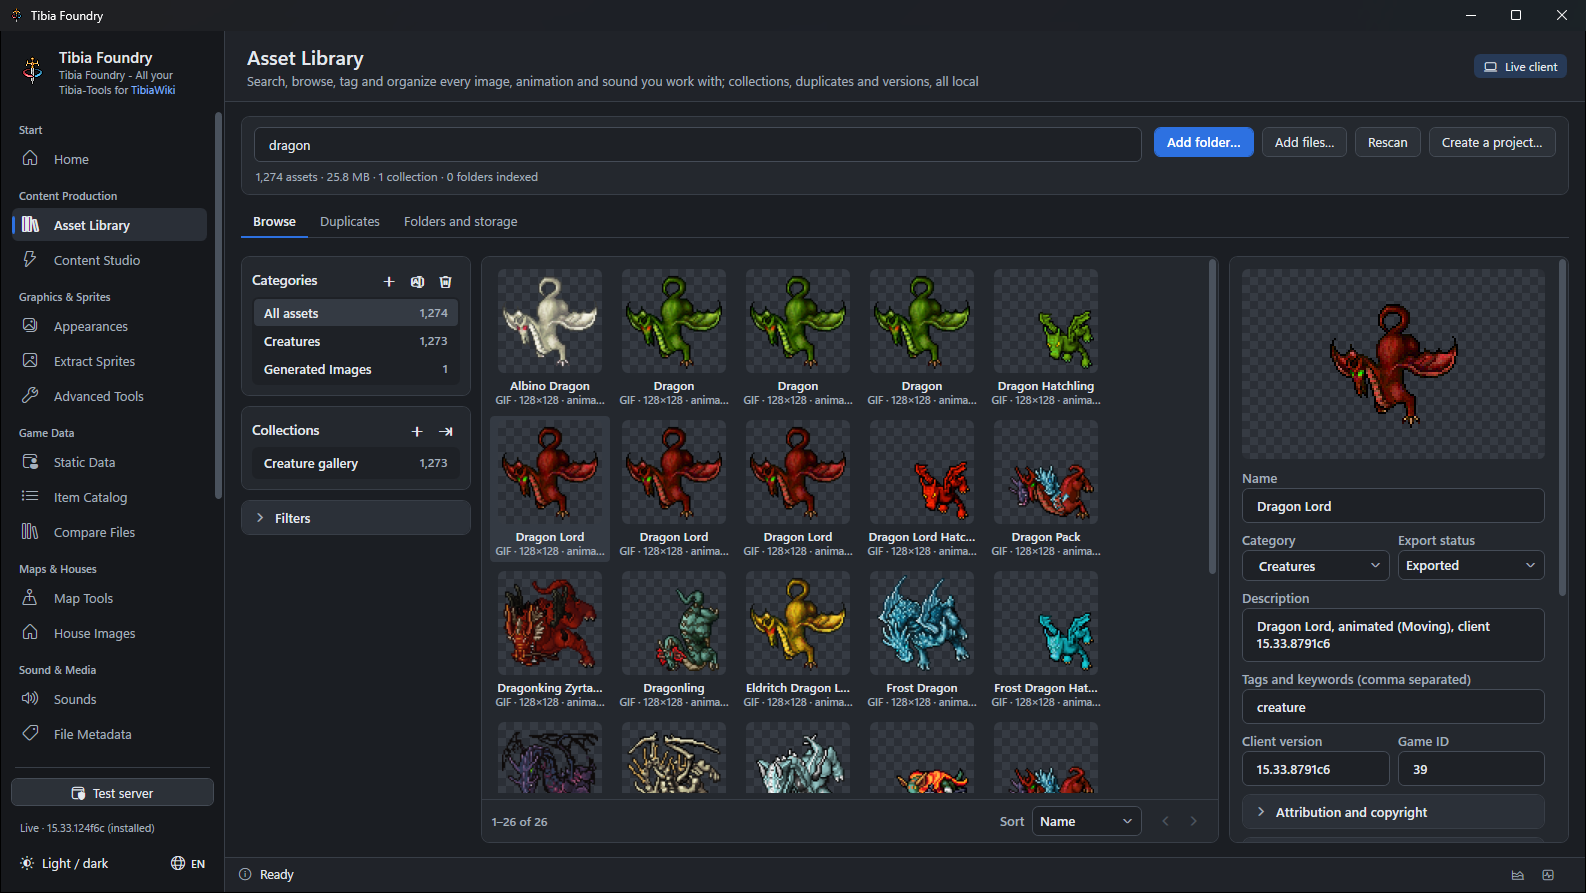 Tibia Foundry
Tibia Foundry
Tibia Foundry - All your
Tibia-Tools for TibiaWiki
Start
Home
Content Production
Asset Library
Content Studio
Graphics & Sprites
Appearances
Extract Sprites
Advanced Tools
Game Data
Static Data
Item Catalog
Compare Files
Maps & Houses
Map Tools
House Images
Sound & Media
Sounds
File Metadata
Test server
Live · 15.33.124f6c (installed)
Light / dark
EN
Asset Library
Search, browse, tag and organize every image, animation and sound you work with; collections, duplicates and versions, all local
Live client
dragon
Add folder...
Add files...
Rescan
Create a project...
1,274 assets · 25.8 MB · 1 collection · 0 folders indexed
Browse
Duplicates
Folders and storage
Categories
All assets 1,274
Creatures 1,273
Generated Images 1
Collections
Creature gallery 1,273
Filters
Albino Dragon
GIF · 128×128 · anima...
Dragon
GIF · 128×128 · anima...
Dragon
GIF · 128×128 · anima...
Dragon
GIF · 128×128 · anima...
Dragon Hatchling
GIF · 128×128 · anima...
Dragon Lord
GIF · 128×128 · anima...
Dragon Lord
GIF · 128×128 · anima...
Dragon Lord
GIF · 128×128 · anima...
Dragon Lord Hatc...
GIF · 128×128 · anima...
Dragon Pack
GIF · 128×128 · anima...
Dragonking Zyrta...
GIF · 128×128 · anima...
Dragonling
GIF · 128×128 · anima...
Eldritch Dragon L...
GIF · 128×128 · anima...
Frost Dragon
GIF · 128×128 · anima...
Frost Dragon Hat...
GIF · 128×128 · anima...
1–26 of 26
Sort
Name
Name
Dragon Lord
Category
Creatures
Export status
Exported
Description
Dragon Lord, animated (Moving), client
15.33.8791c6
Tags and keywords (comma separated)
creature
Client version
15.33.8791c6
Game ID
39
Attribution and copyright
Ready